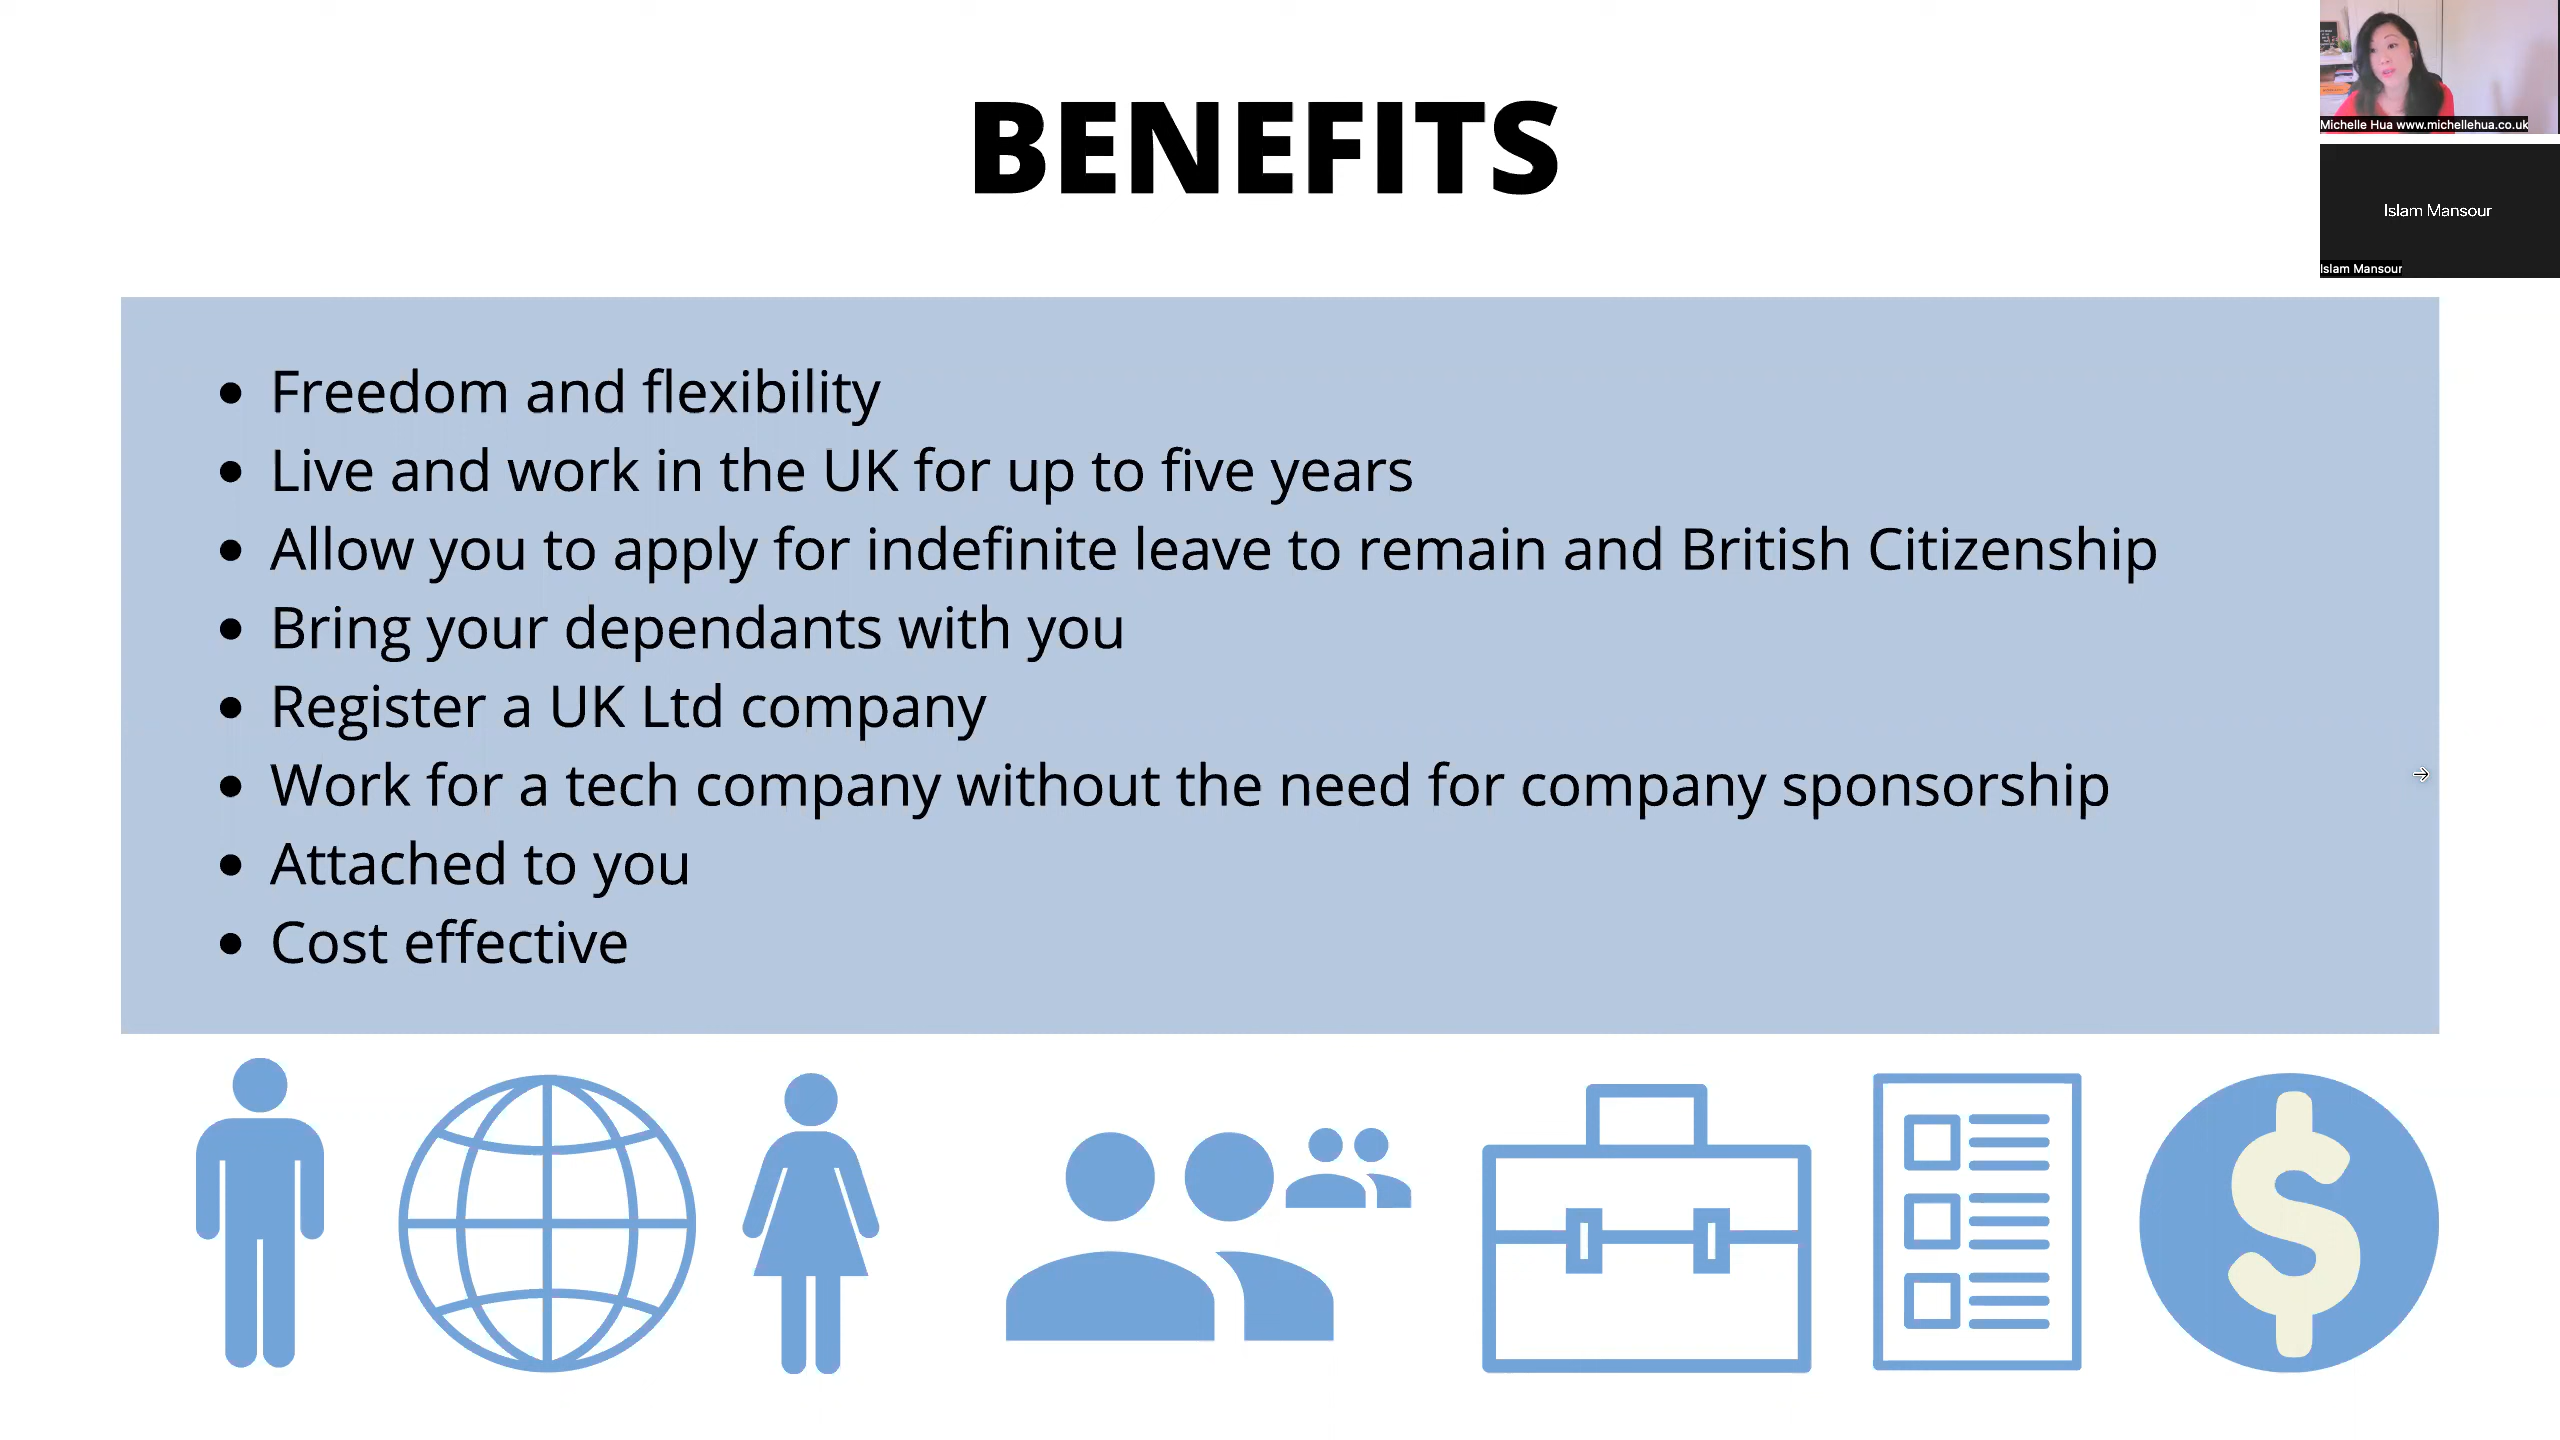 BENEFITS
Michelle Hua www.michellehua.co.uk
Islam Mansour
Islam Mansour
Freedom and flexibility
Live and work in the UK for up to five years
Allow you to apply for indefinite leave to remain and British Citizenship
Bring your dependants with you
Register a UK Ltd company
Work for a tech company without the need for company sponsorship
Attached to you
Cost effective
$